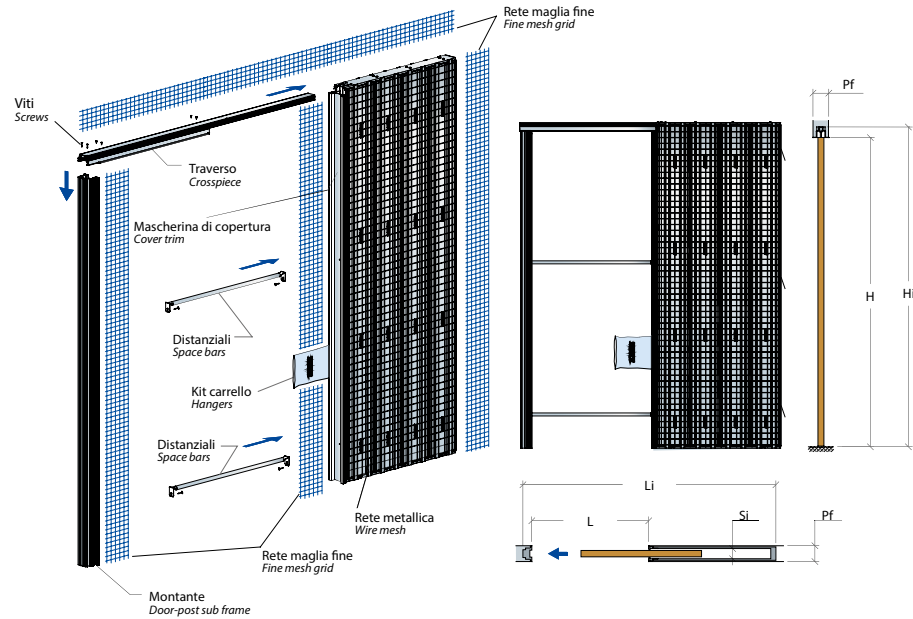 Rete maglia fine
Fine mesh grid
Viti
Screws
Traverso
Crosspiece
Mascherina di copertura
Cover trim
Distanziali
Space bars
Kit carrello
Hangers
Distanziali
Space bars
Rete metallica
Wire mesh
Rete maglia fine
Fine mesh grid
Montante
Door-post sub frame
Pf
H
Hi
Li
L
Si
Pf